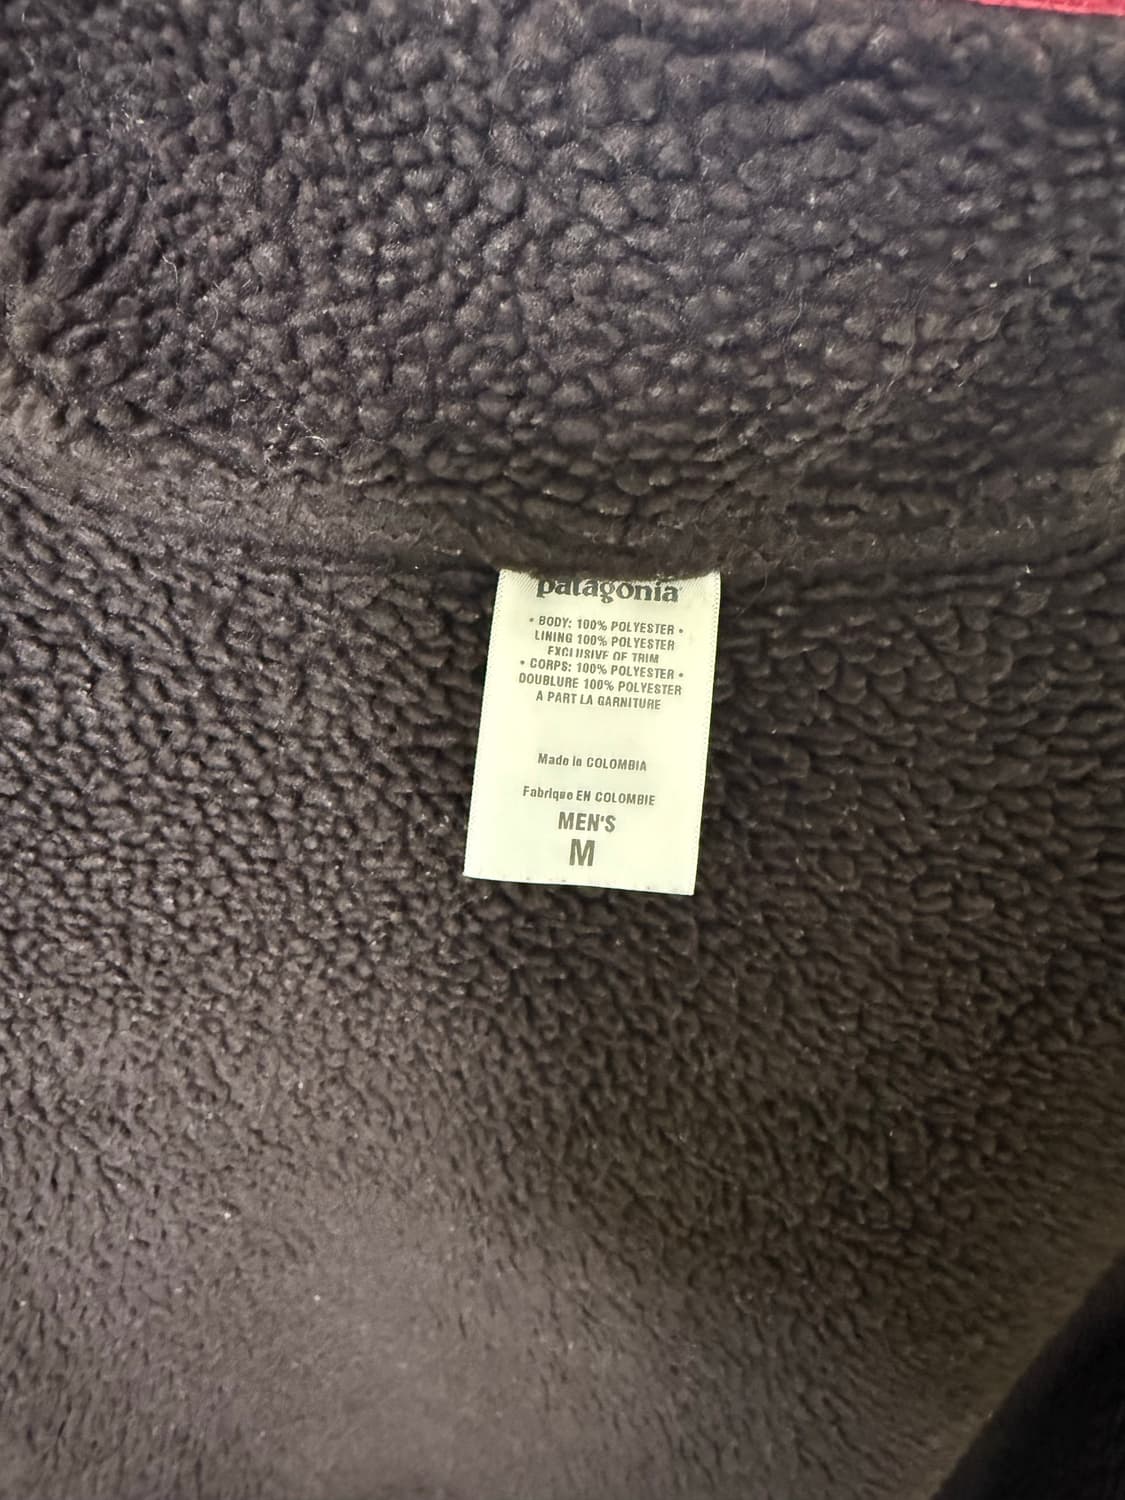 patagonia
• BODY: 100% POLYESTER •
LINING 100% POLYESTER
EXCLUSIVE OF TRIM
• CORPS: 100% POLYESTER •
DOUBLURE 100% POLYESTER
A PART LA GARNITURE
Made in COLOMBIA
Fabrique EN COLOMBIE
MEN'S
M